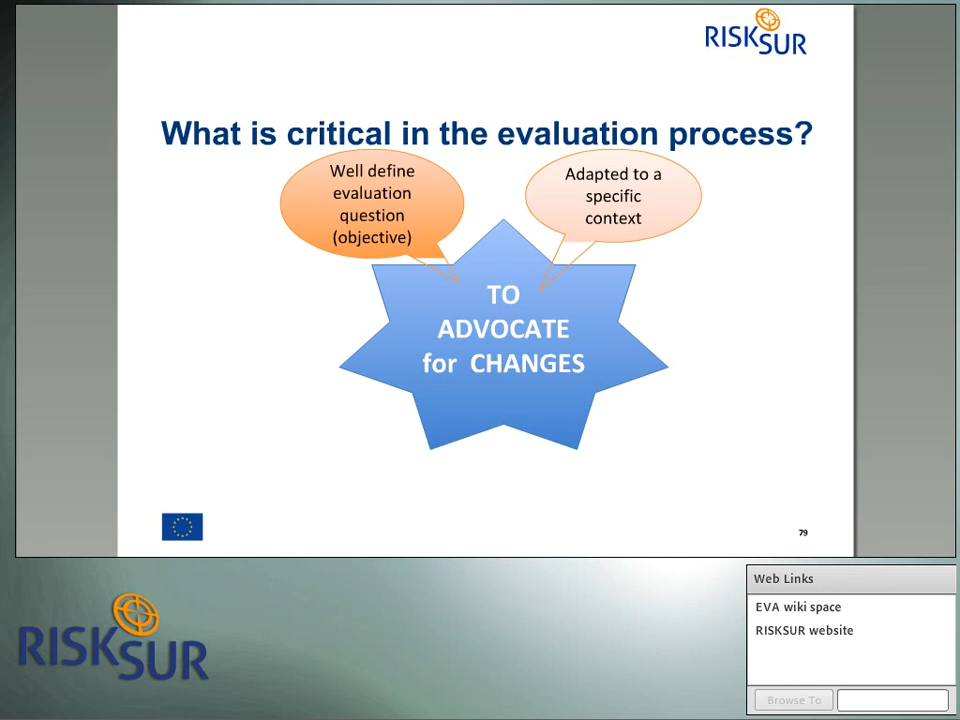 RISKSUR
What is critical in the evaluation process?
Well define
evaluation
question
(objective)
Adapted to a
specific
context
TO
ADVOCATE
for CHANGES
79
RISKSUR
Web Links
EVA wiki space
RISKSUR website
Browse To